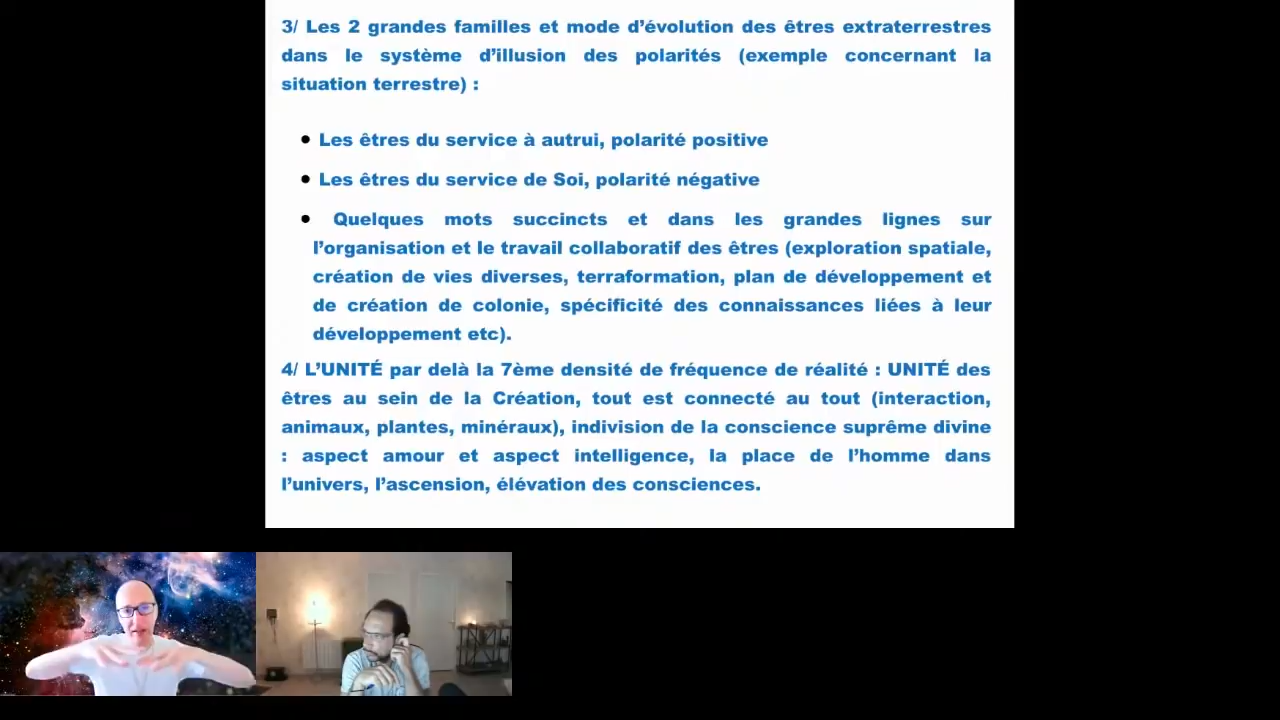 3/ Les 2 grandes familles et mode d’évolution des êtres extraterrestres
dans le système d’illusion des polarités (exemple concernant la
situation terrestre) :
• Les êtres du service à autrui, polarité positive
• Les êtres du service de Soi, polarité négative
• Quelques mots succincts et dans les grandes lignes sur
l’organisation et le travail collaboratif des êtres (exploration spatiale,
création de vies diverses, terraformation, plan de développement et
de création de colonie, spécificité des connaissances liées à leur
développement etc).
4/ L’UNITÉ par delà la 7ème densité de fréquence de réalité : UNITÉ des
êtres au sein de la Création, tout est connecté au tout (interaction,
animaux, plantes, minéraux), indivision de la conscience suprême divine
: aspect amour et aspect intelligence, la place de l’homme dans
l’univers, l’ascension, élévation des consciences.